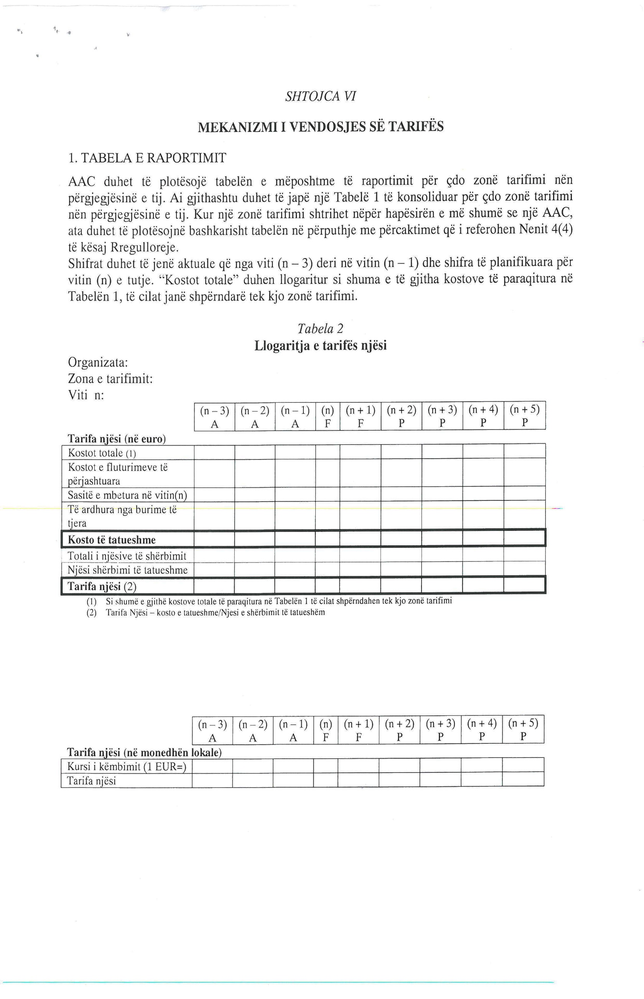 SHTOJCA VI
MEKANIZMI I VENDOSJES SË TARIFËS
1. TABELA E RAPORTIMIT
AAC duhet të plotësojë tabelën e mëposhtme të raportimit për çdo zonë tarifimi nën
përgjegjësinë e tij. Ai gjithashtu duhet të japë një Tabelë 1 të konsoliduar për çdo zonë tarifimi
nën përgjegjësinë e tij. Kur një zonë tarifimi shtrihet nëpër hapësirën e më shumë se një AAC,
ata duhet të plotësojnë bashkarisht tabelën në përputhje me përcaktimet që i referohen Nenit 4(4)
të kësaj Rregulloreje.
Shifrat duhet të jenë aktuale që nga viti (n – 3) deri në vitin (n – 1) dhe shifra të planifikuara për
vitin (n) e tutje. “Kostot totale” duhen llogaritur si shuma e të gjitha kostove të paraqitura në
Tabelën 1, të cilat janë shpërndarë tek kjo zonë tarifimi.
Tabela 2
Llogaritja e tarifës njësi
Organizata:
Zona e tarifimit:
Viti n:
(n – 3) (n – 2) (n – 1) (n) (n + 1) (n + 2) (n + 3) (n + 4) (n + 5)
A A A F F P P P P
Tarifa njësi (në euro)
Kostot totale (1)
Kostot e fluturimeve të
përjashtuara
Sasitë e mbetura në vitin(n)
Të ardhura nga burime të
tjera
Kosto të tatueshme
Totali i njësive të shërbimit
Njësi shërbimi të tatueshme
Tarifa njësi (2)
(1) Si shumë e gjithë kostove totale të paraqitura në Tabelën 1 të cilat shpërndahen tek kjo zonë tarifimi
(2) Tarifa Njësi – kosto e tatueshme/Njesi e shërbimit të tatueshëm
(n – 3) (n – 2) (n – 1) (n) (n + 1) (n + 2) (n + 3) (n + 4) (n + 5)
A A A F F P P P P
Tarifa njësi (në monedhën lokale)
Kursi i këmbimit (1 EUR=)
Tarifa njësi